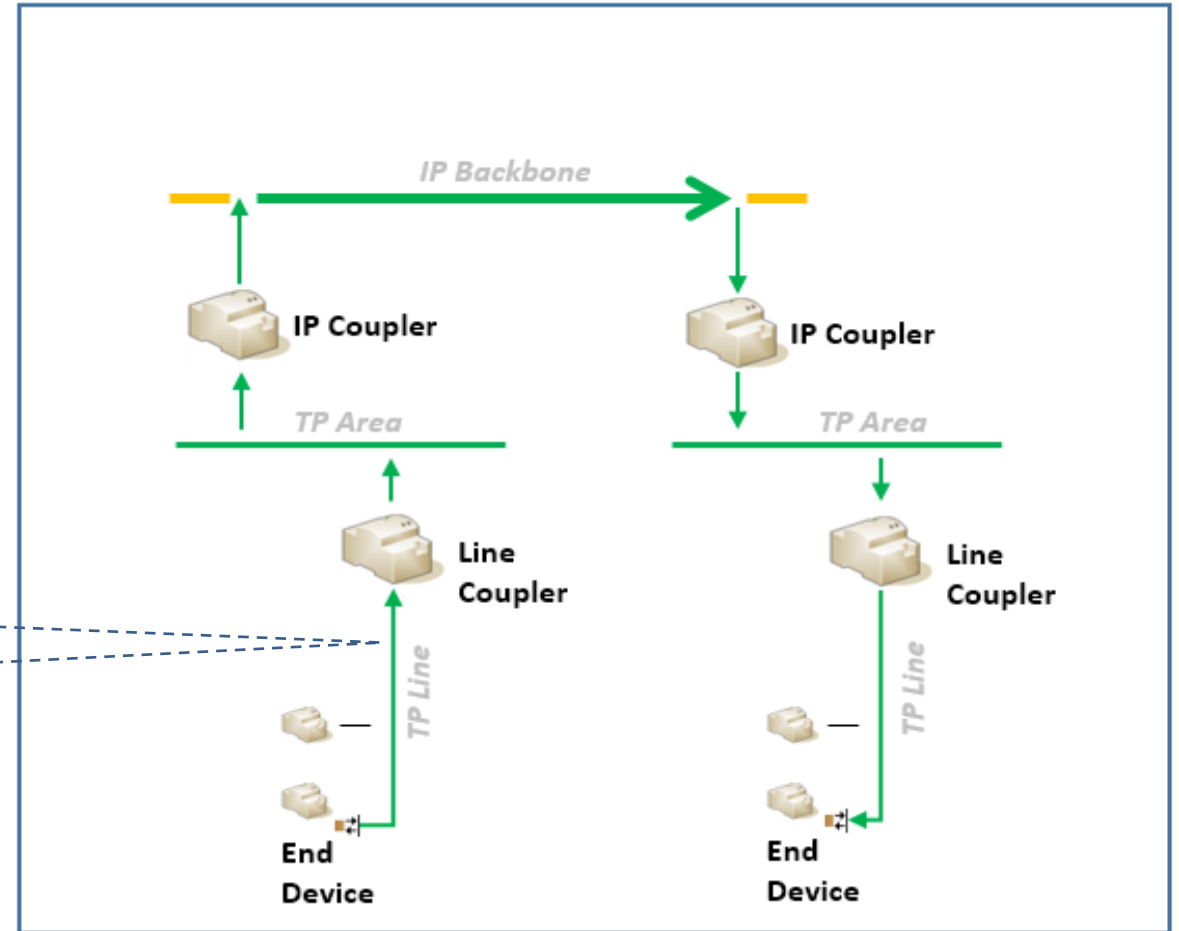 IP Backbone
IP Coupler
IP Coupler
TP Area
TP Area
Line
Coupler
Line
Coupler
TP Line
TP Line
End
Device
End
Device